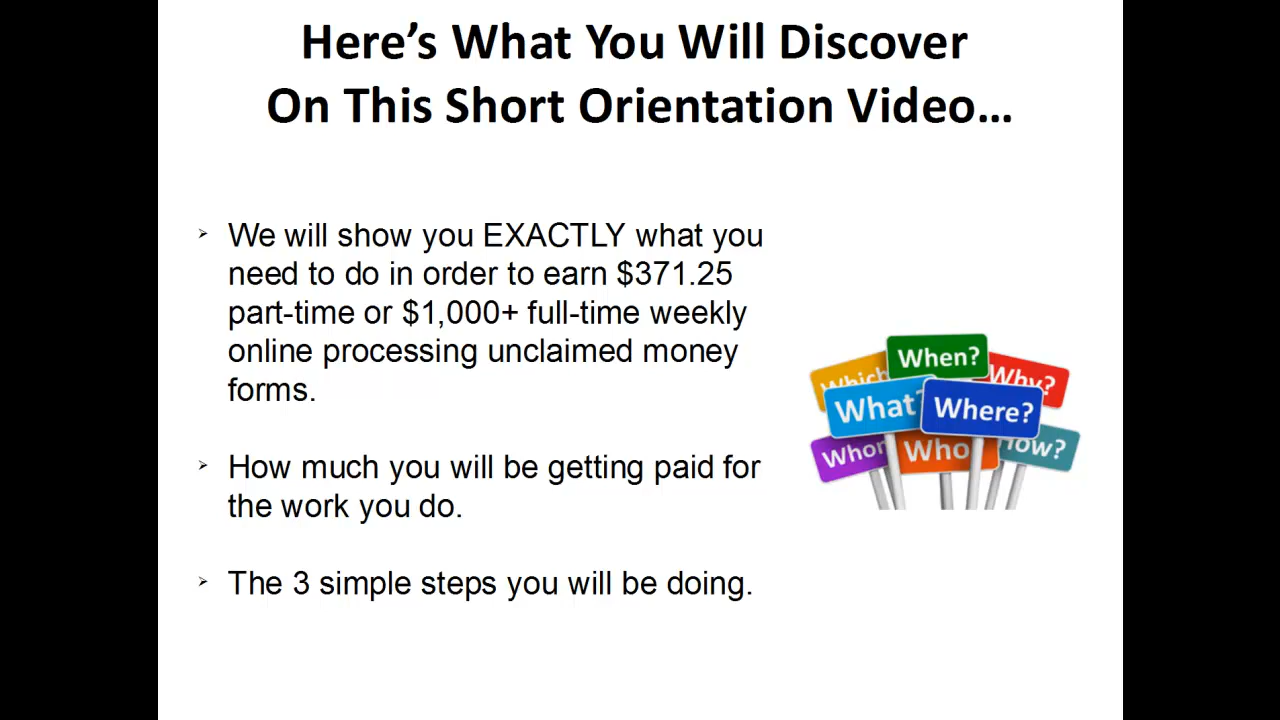 Here’s What You Will Discover
On This Short Orientation Video...
➢ We will show you EXACTLY what you
need to do in order to earn $371.25
part-time or $1,000+ full-time weekly
online processing unclaimed money
forms.
➢ How much you will be getting paid for
the work you do.
➢ The 3 simple steps you will be doing.
When?
Which
Why?
What?
Where?
Whom
Who
How?